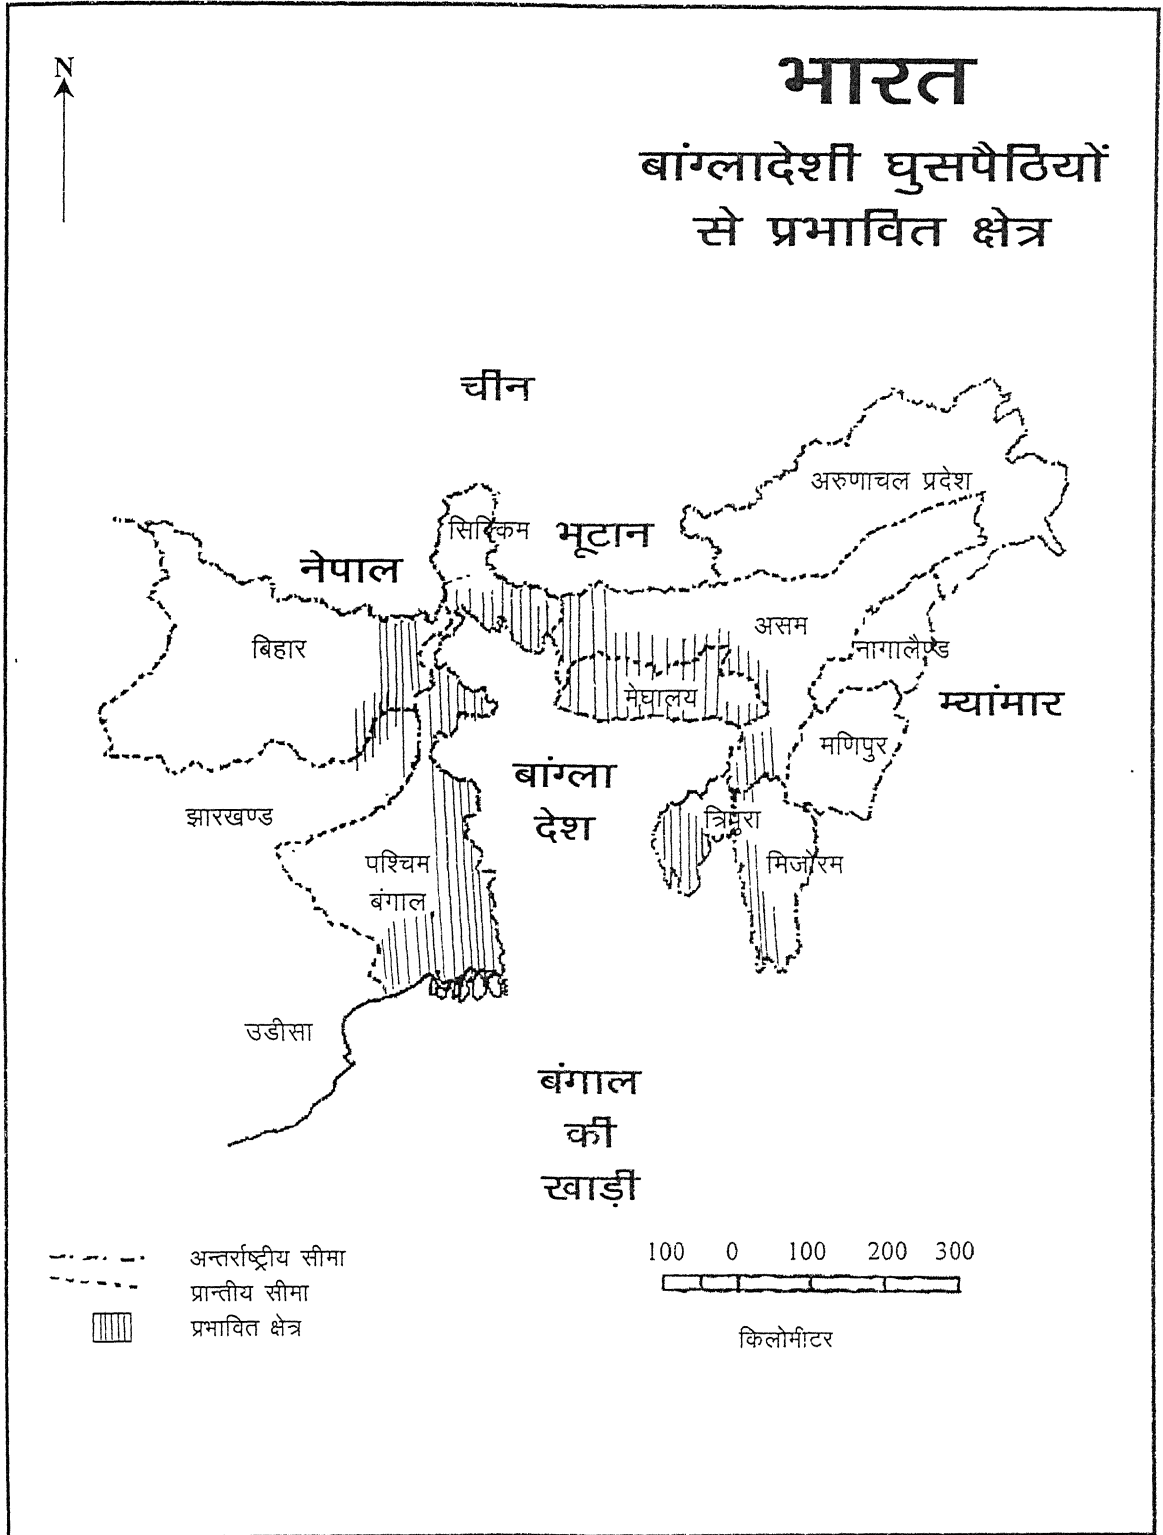 N
भारत
बांग्लादेशी घुसपैठियों
से प्रभावित क्षेत्र
चीन
अरुणाचल प्रदेश
सिक्किम
भूटान
नेपाल
असम
बिहार
नागालैण्ड
मेघालय
म्यांमार
मणिपुर
बांग्ला
देश
झारखण्ड
त्रिपुरा
पश्चिम
बंगाल
मिजोरम
उडीसा
बंगाल
की
खाड़ी
अन्तर्राष्ट्रीय सीमा
प्रान्तीय सीमा
प्रभावित क्षेत्र
100 0 100 200 300
किलोमीटर